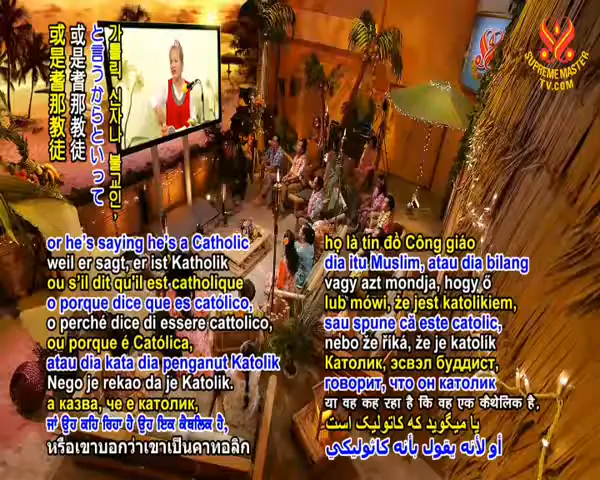 SUPREME MASTER
TV.COM
가톨릭 신자나 불교인,
と言うからといって
或是耆那教徒
或是耆那教徒
or he's saying he's a Catholic
weil er sagt, er ist Katholik
ou s'il dit qu'il est catholique
o porque dice que es católico,
o perché dice di essere cattolico,
ou porque é Católica,
atau dia kata dia penganut Katolik
Nego je rekao da je Katolik.
а казва, че е католик,
ਜਾਂ ਉਹ ਕਹਿ ਰਿਹਾ ਹੈ ਉਹ ਇਕ ਕੈਥਲਿਕ ਹੈ,
หรือเขาบอกว่าเขาเป็นคาทอลิก
họ là tín đồ Công giáo
dia itu Muslim, atau dia bilang
vagy azt mondja, hogy ő
lub mówi, że jest katolikiem,
sau spune că este catolic,
nebo že říká, že je katolík
Католик, эсвэл буддист,
говорит, что он католик
या वह कह रहा है कि वह एक कैथेलिक है,
یا میگوید که کاتولیک است
أو لأنه يقول بأنه كاثوليكي